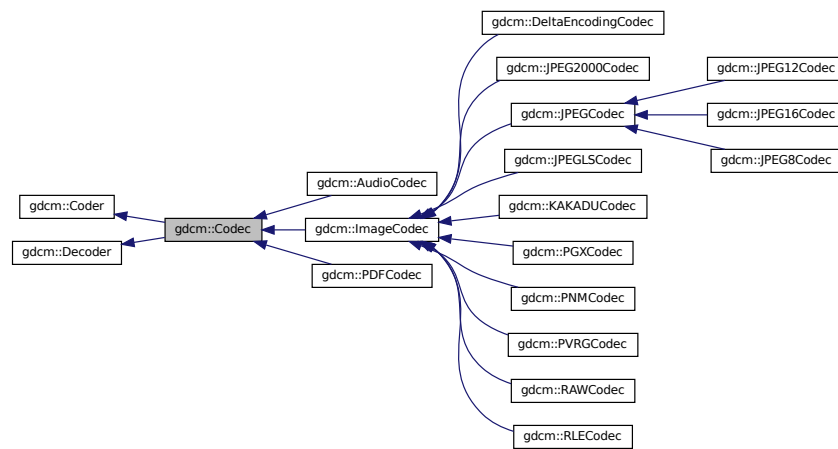 gdcm::DeltaEncodingCodec
gdcm::JPEG2000Codec
gdcm::JPEG12Codec
gdcm::JPEGCodec
gdcm::JPEG16Codec
gdcm::JPEGLSCodec
gdcm::JPEG8Codec
gdcm::AudioCodec
gdcm::Coder
gdcm::KAKADUCodec
gdcm::Codec
gdcm::ImageCodec
gdcm::Decoder
gdcm::PGXCodec
gdcm::PDFCodec
gdcm::PNMCodec
gdcm::PVRGCodec
gdcm::RAWCodec
gdcm::RLECodec